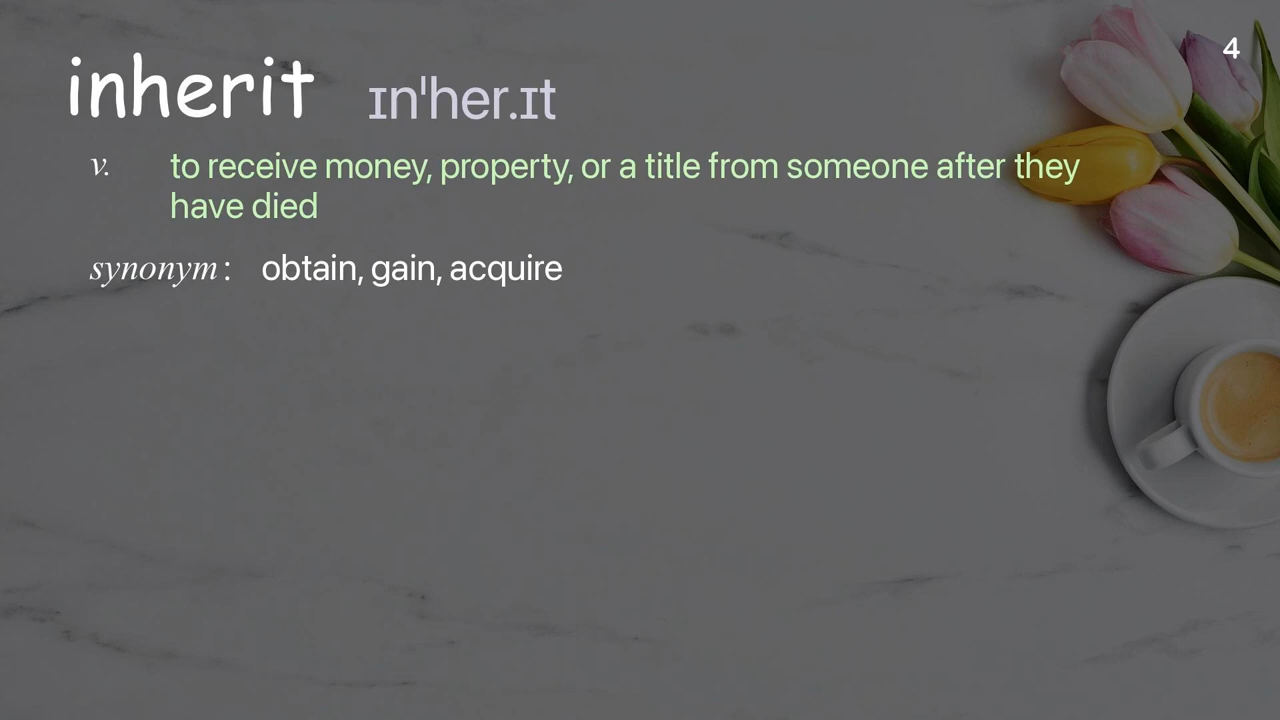 4
inherit ɪn'her.ɪt
v. to receive money, property, or a title from someone after they
have died
synonym: obtain, gain, acquire